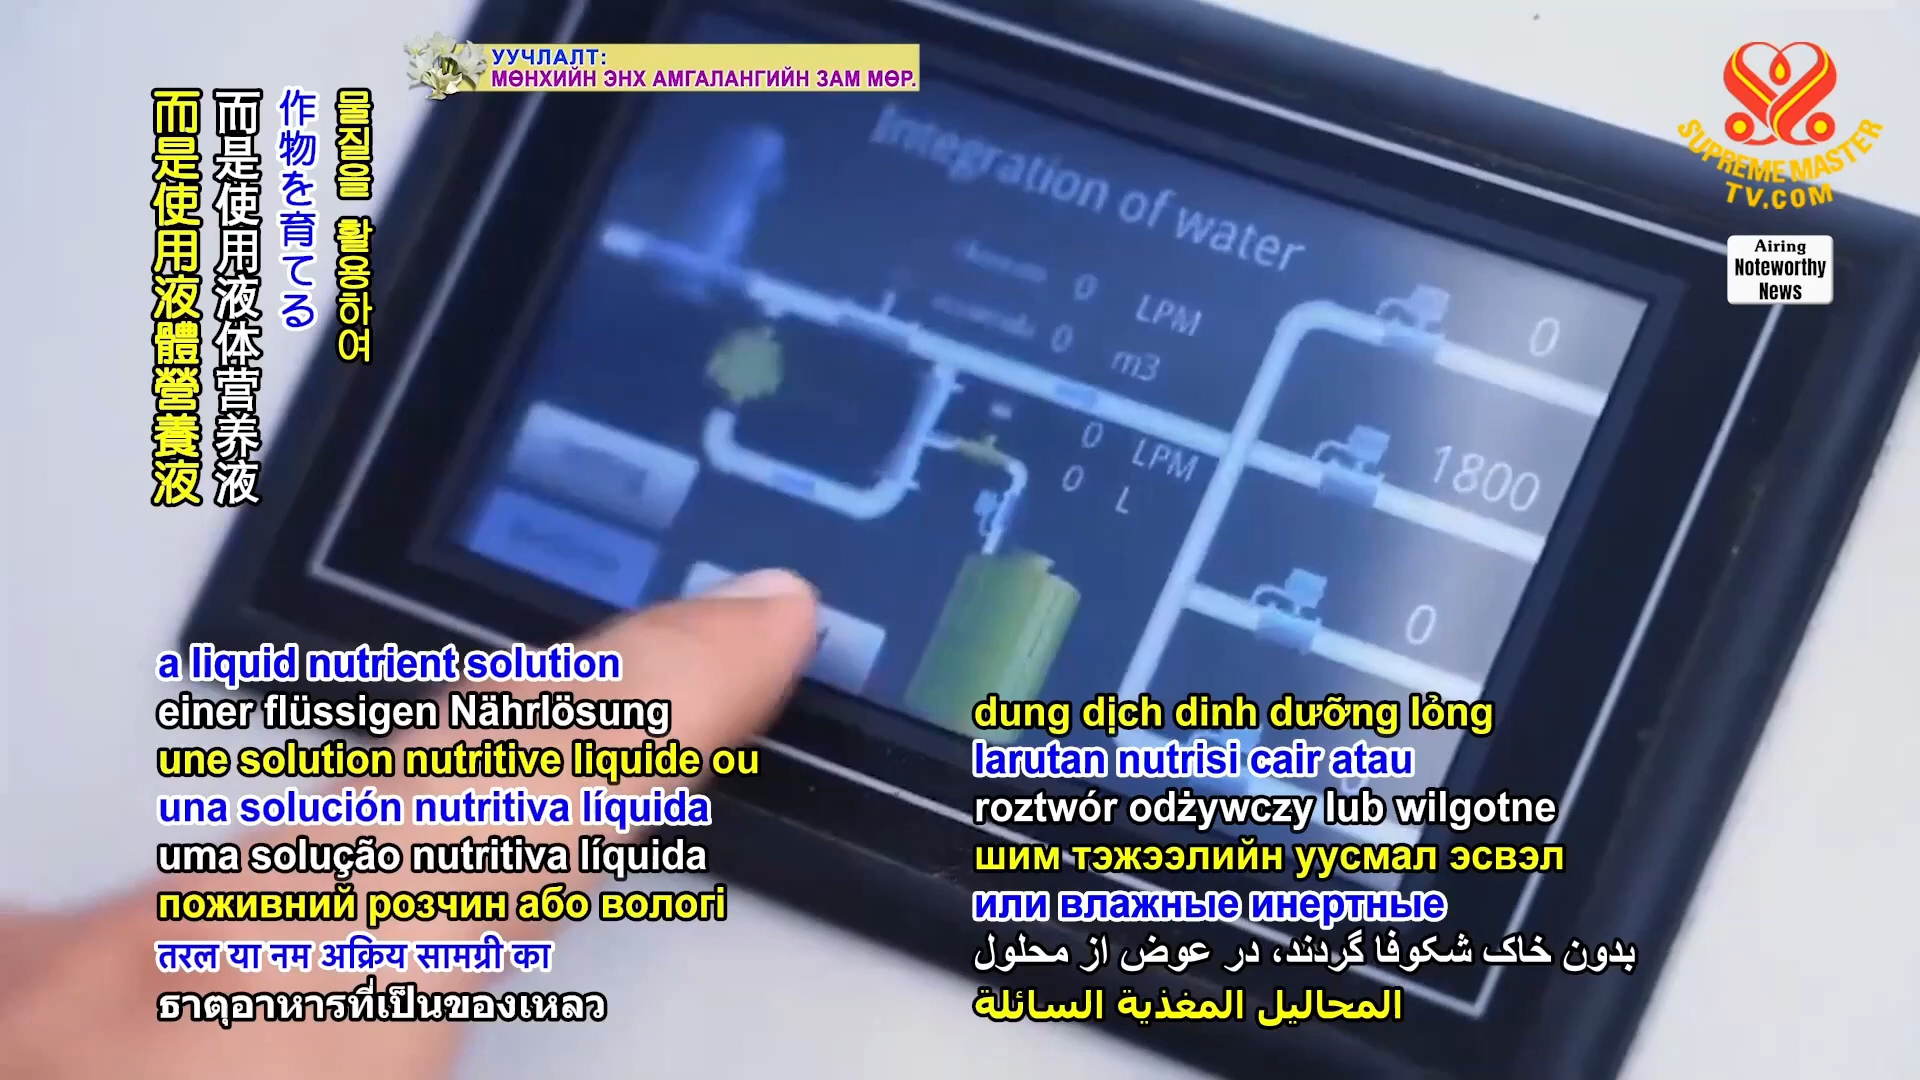 УУЧЛАЛТ:
МӨНХИЙН ЭНХ АМГАЛАНГИЙН ЗАМ МӨР.
SUPREME MASTER
TV.COM
Airing
Noteworthy
News
물질을 활용하여
作物を育てる
而是使用液体营养液
而是使用液體營養液
Integration of water
0 LPM
0 m3
0 LPM
0 L
0
1800
0
a liquid nutrient solution
einer flüssigen Nährlösung
une solution nutritive liquide ou
una solución nutritiva líquida
uma solução nutritiva líquida
поживний розчин або вологі
तरल या नम अक्रिय सामग्री का
ธาตุอาหารที่เป็นของเหลว
dung dịch dinh dưỡng lỏng
larutan nutrisi cair atau
roztwór odżywczy lub wilgotne
шим тэжээлийн уусмал эсвэл
или влажные инертные
بدون خاک شکوفا گردند، در عوض از محلول
المحاليل المغذية السائلة